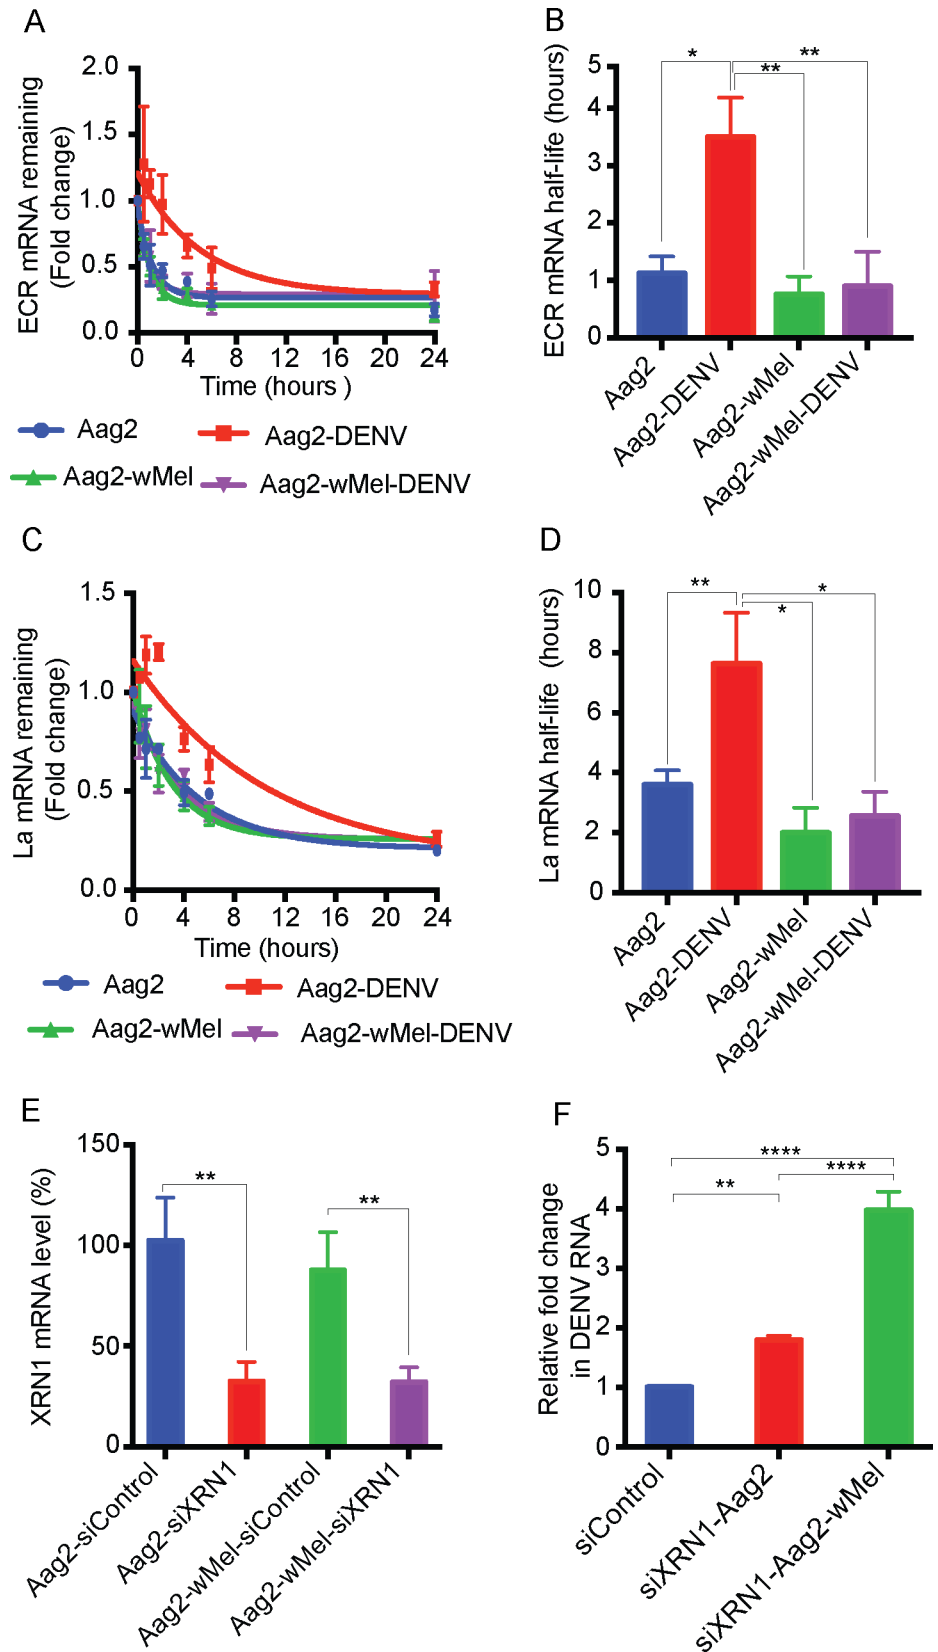 A
ECR mRNA remaining
(Fold change)
2.0
1.5
1.0
0.5
0.0
0 4 8 12 16 20 24
Time (hours )
Aag2
Aag2-DENV
Aag2-wMel
Aag2-wMel-DENV
B
ECR mRNA half-life (hours)
5
4
3
2
1
0
* **
**
Aag2
Aag2-DENV
Aag2-wMel
Aag2-wMel-DENV
C
La mRNA remaining
(Fold change)
1.5
1.0
0.5
0.0
0 4 8 12 16 20 24
Time (hours)
Aag2
Aag2-DENV
Aag2-wMel
Aag2-wMel-DENV
D
La mRNA half-life (hours)
10
8
6
4
2
0
** *
*
Aag2
Aag2-DENV
Aag2-wMel
Aag2-wMel-DENV
E
XRN1 mRNA level (%)
150
100
50
0
**
**
Aag2-siControl
Aag2-siXRN1
Aag2-wMel-siControl
Aag2-wMel-siXRN1
F
Relative fold change
in DENV RNA
5
4
3
2
1
0
****
****
**
siControl
siXRN1-Aag2
siXRN1-Aag2-wMel